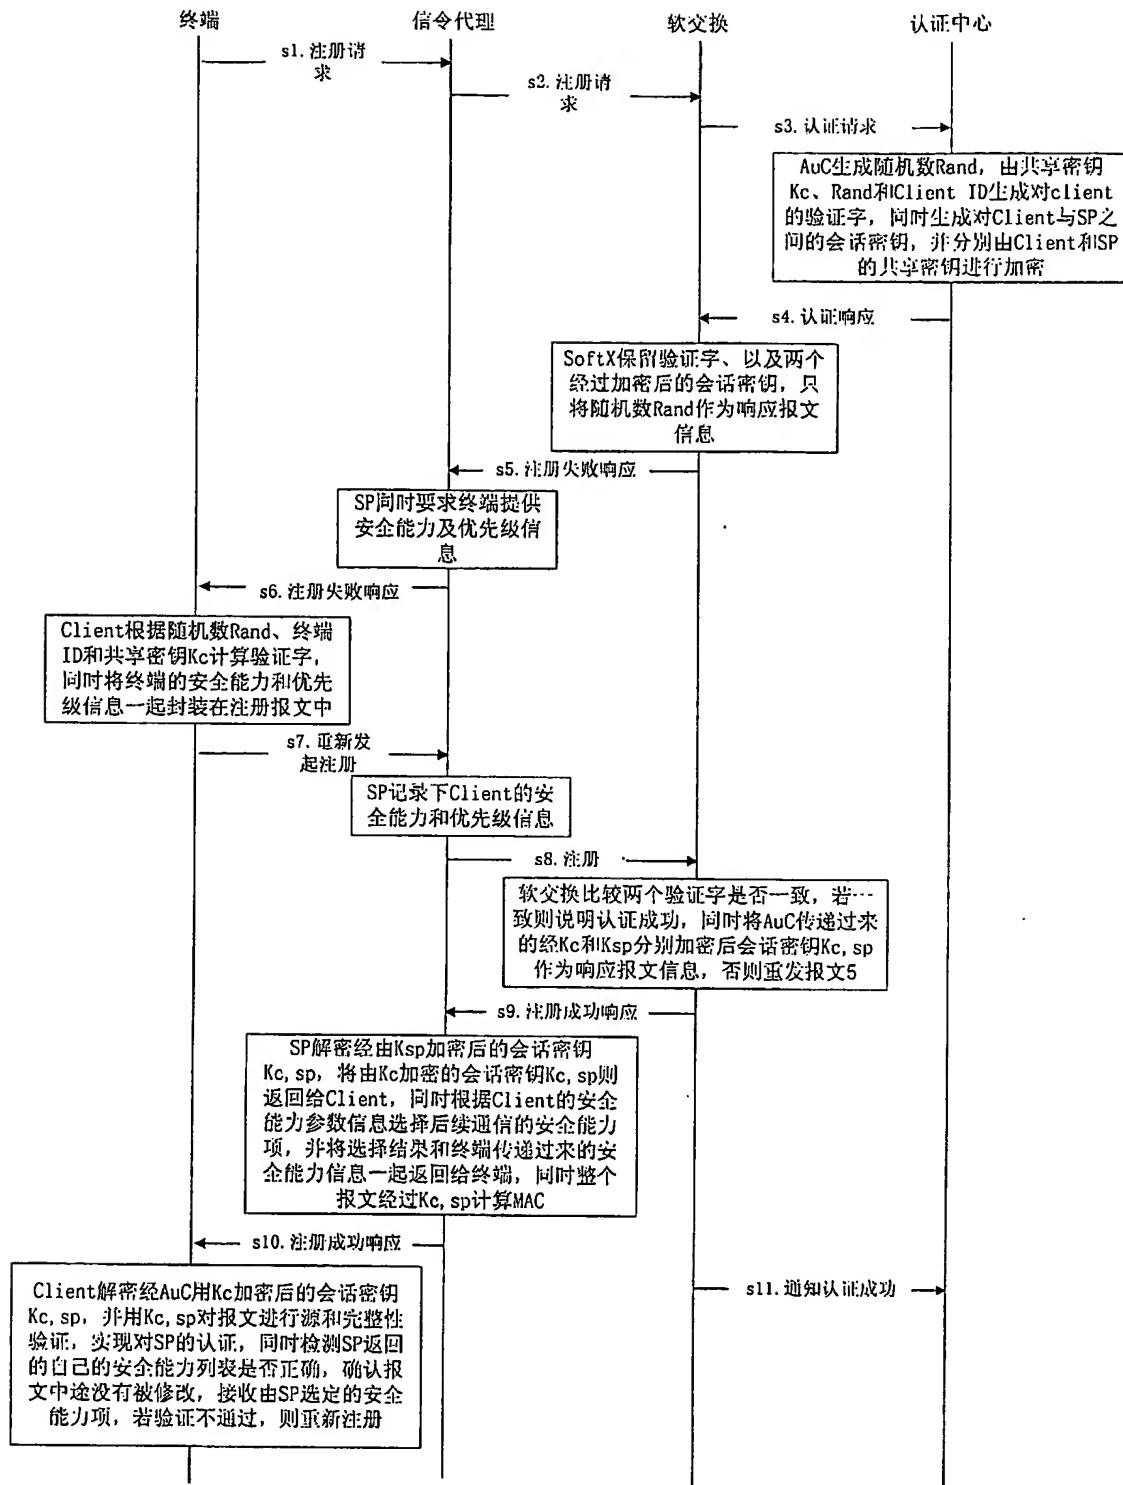 终端
信令代理
软交换
认证中心
s1.注册请
求
s2.注册请
求
s3.认证请求
AuC生成随机数Rand，由共享密钥
Kc、Rand和Client ID生成对client
的验证字，同时生成对Client与SP之
间的会话密钥，并分别由Client和SP
的共享密钥进行加密
s4.认证响应
SoftX保留验证字、以及两个
经过加密后的会话密钥，只
将随机数Rand作为响应报文
信息
s5.注册失败响应
SP同时要求终端提供
安全能力及优先级信
息
s6.注册失败响应
Client根据随机数Rand、终端
ID和共享密钥Kc计算验证字，
同时将终端的安全能力和优先
级信息一起封装在注册报文中
s7.重新发
起注册
SP记录下Client的安
全能力和优先级信息
s8.注册
软交换比较两个验证字是否一致，若一
致则说明认证成功，同时将AuC传递过来
的经Kc和Ksp分别加密后会话密钥Kc,sp
作为响应报文信息，否则重发报文5
s9.注册成功响应
SP解密经由Ksp加密后的会话密钥
Kc,sp，将由Kc加密的会话密钥Kc,sp则
返回给Client，同时根据Client的安全
能力参数信息选择后续通信的安全能力
项，并将选择结果和终端传递过来的安
全能力信息一起返回给终端，同时整个
报文经过Kc,sp计算MAC
s10.注册成功响应
s11.通知认证成功
Client解密经AuC用Kc加密后的会话密钥
Kc,sp，并用Kc,sp对报文进行源和完整性
验证，实现对SP的认证，同时检测SP返回
的自己的安全能力列表是否正确，确认报
文中途没有被修改，接收由SP选定的安全
能力项，若验证不通过，则重新注册